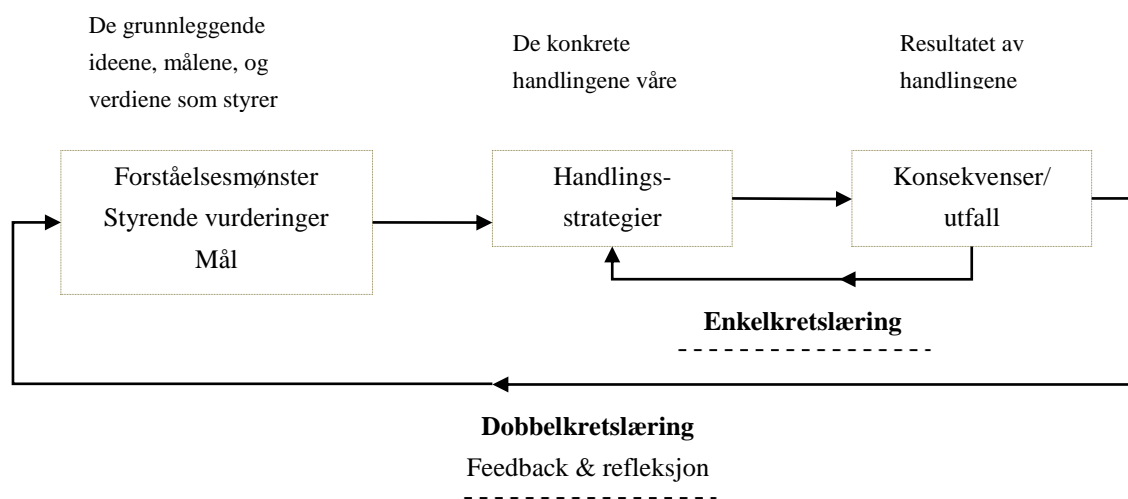 De grunnleggende
ideene, målene, og
verdiene som styrer
De konkrete
handlingene våre
Resultatet av
handlingene
Forståelsesmønster
Styrende vurderinger
Mål
Handlings-
strategier
Konsekvenser/
utfall
Enkelkretslæring
Dobbelkretslæring
Feedback & refleksjon